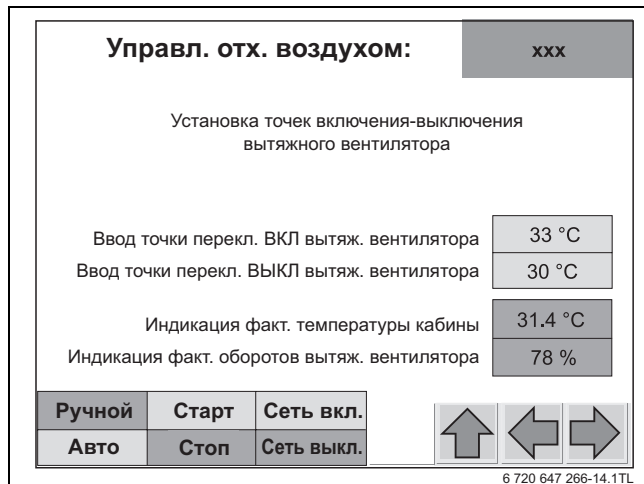 Управл. отх. воздухом: xxx
Установка точек включения-выключения
вытяжного вентилятора
Ввод точки перекл. ВКЛ вытяж. вентилятора 33 °C
Ввод точки перекл. ВЫКЛ вытяж. вентилятора 30 °C
Индикация факт. температуры кабины 31.4 °C
Индикация факт. оборотов вытяж. вентилятора 78 %
Ручной Старт Сеть вкл.
Авто Стоп Сеть выкл.
6 720 647 266-14.1TL